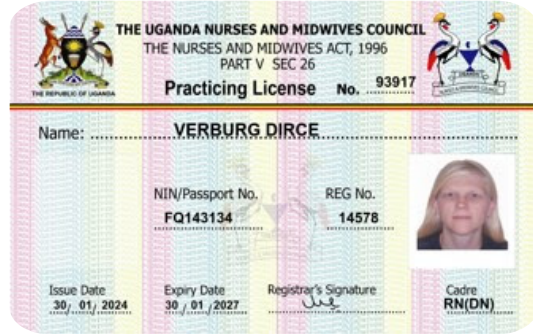 THE UGANDA NURSES AND MIDWIVES COUNCIL
THE NURSES AND MIDWIVES ACT, 1996
PART V SEC 26
Practicing License No. 93917
THE REPUBLIC OF UGANDA
Name: VERBURG DIRCE
NIN/Passport No. REG No.
FQ143134 14578
Issue Date Expiry Date Registrar's Signature Cadre
30/ 01/ 2024 30 / 01 / 2027 RN(DN)